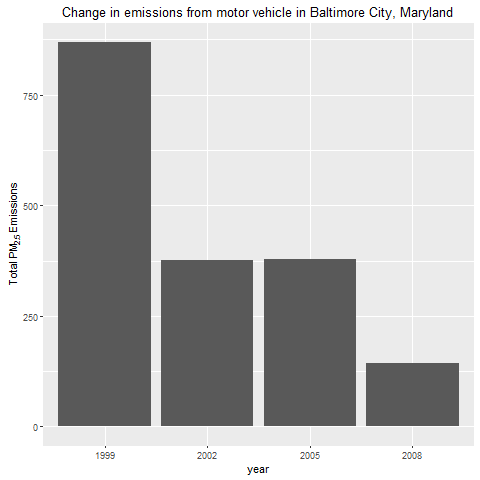 Change in emissions from motor vehicle in Baltimore City, Maryland
Total PM2.5 Emissions
750
500
250
0
1999 2002 2005 2008
year